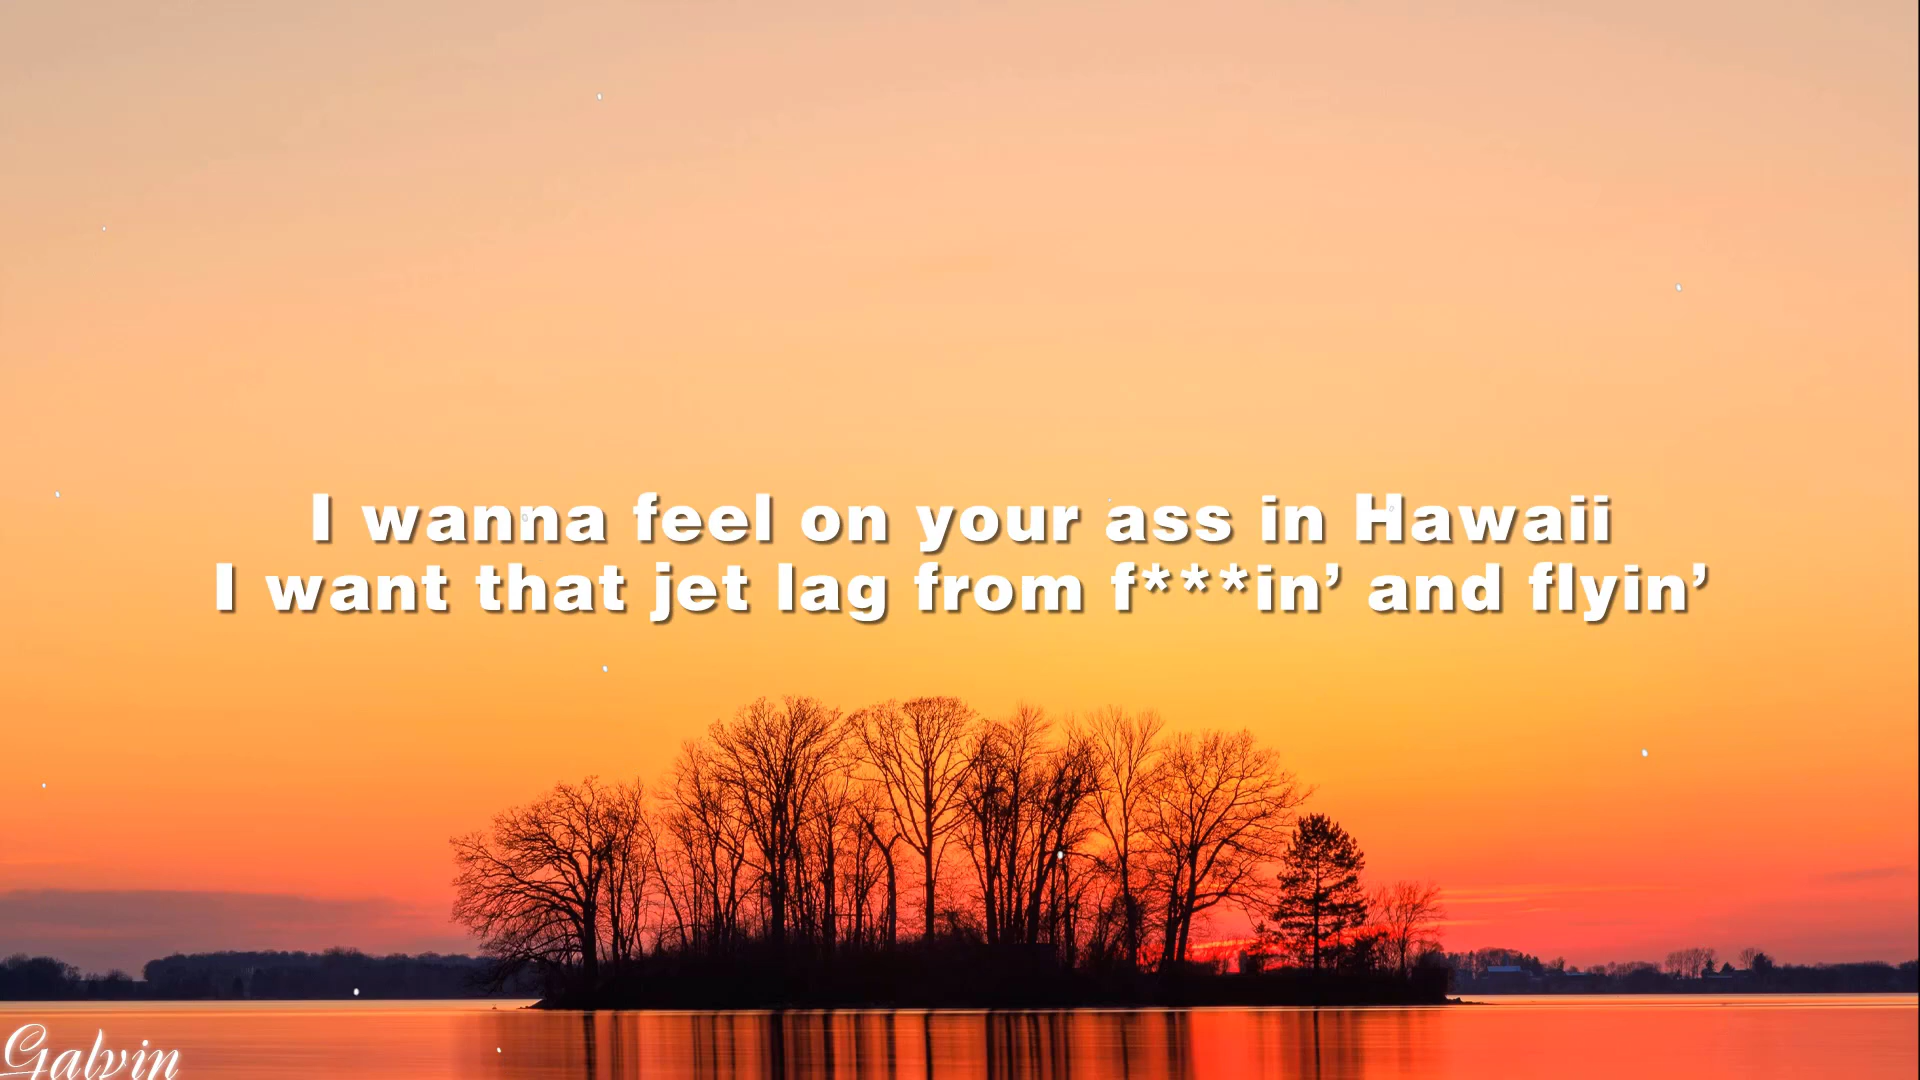 I wanna feel on your ass in Hawaii
I want that jet lag from f***in’ and flyin’
Galvin